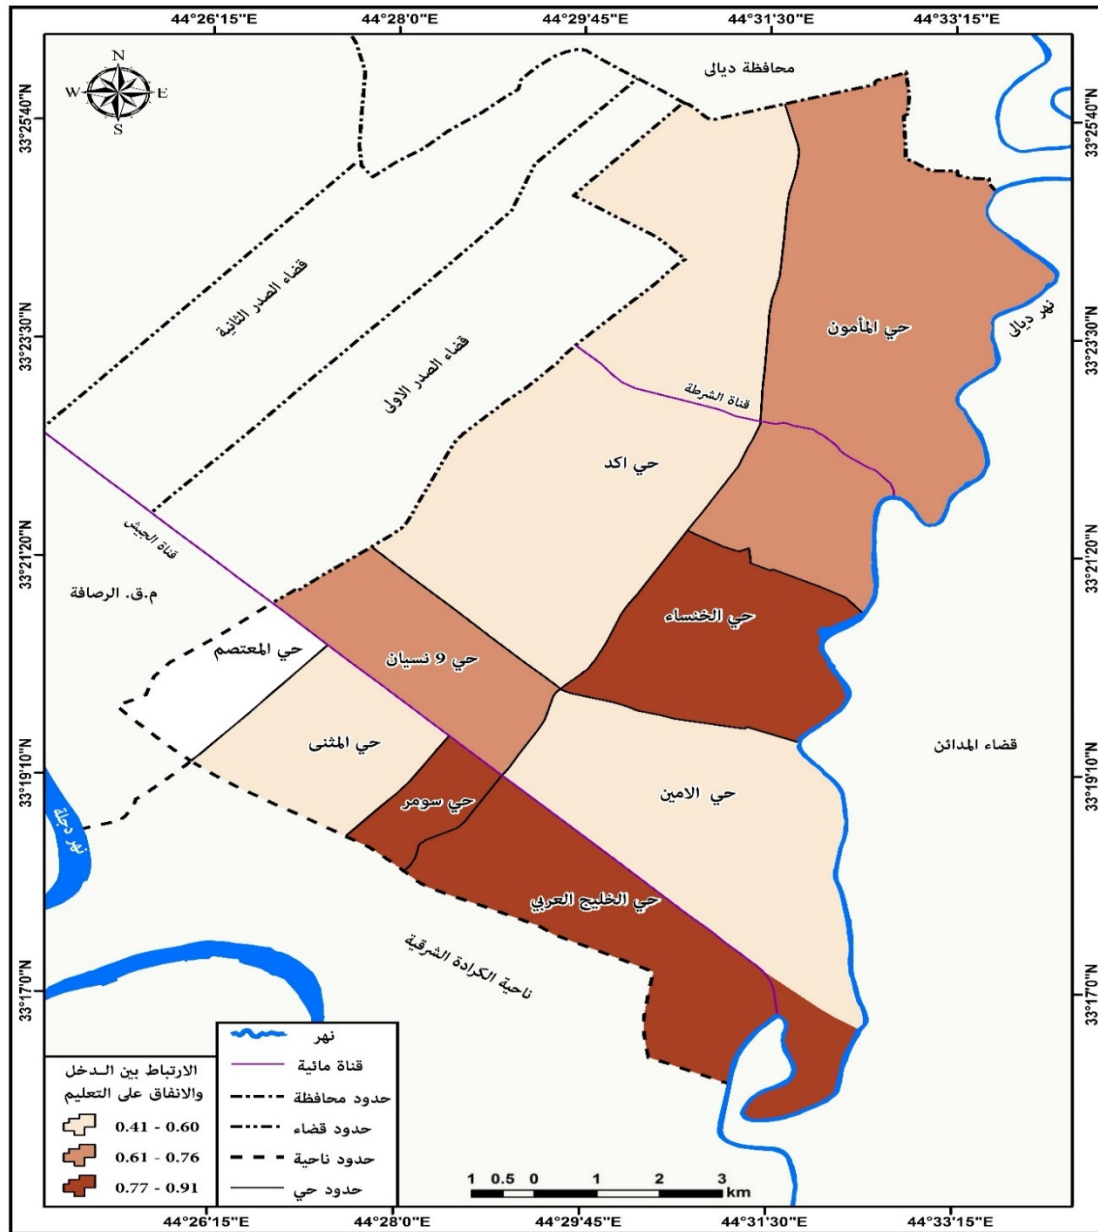 44°26'15"E 44°28'0"E 44°29'45"E 44°31'30"E 44°33'15"E
N
W E
S
محافظة ديالى
33°25'40"N 33°25'40"N
قضاء الصدر الثانية
نهر ديالى
حي المأمون
33°23'30"N 33°23'30"N
قضاء الصدر الاولى
قناة الشرطة
حي اكد
قناة الجيش
33°21'20"N 33°21'20"N
م.ق. الرصافة
حي الخنساء
حي المعتصم
حي 9 نسيان
حي المثنى
قضاء المدائن
33°19'10"N 33°19'10"N
حي سومر
حي الامين
نهر دجلة
حي الخليج العربي
ناحية الكرادة الشرقية
33°17'0"N 33°17'0"N
نهر
قناة مائية
حدود محافظة
حدود قضاء
حدود ناحية
حدود حي
الارتباط بين الـدخل
والانفاق على التعليم
0.41 - 0.60
0.61 - 0.76
0.77 - 0.91
1 0.5 0 1 2 3
km
44°26'15"E 44°28'0"E 44°29'45"E 44°31'30"E 44°33'15"E